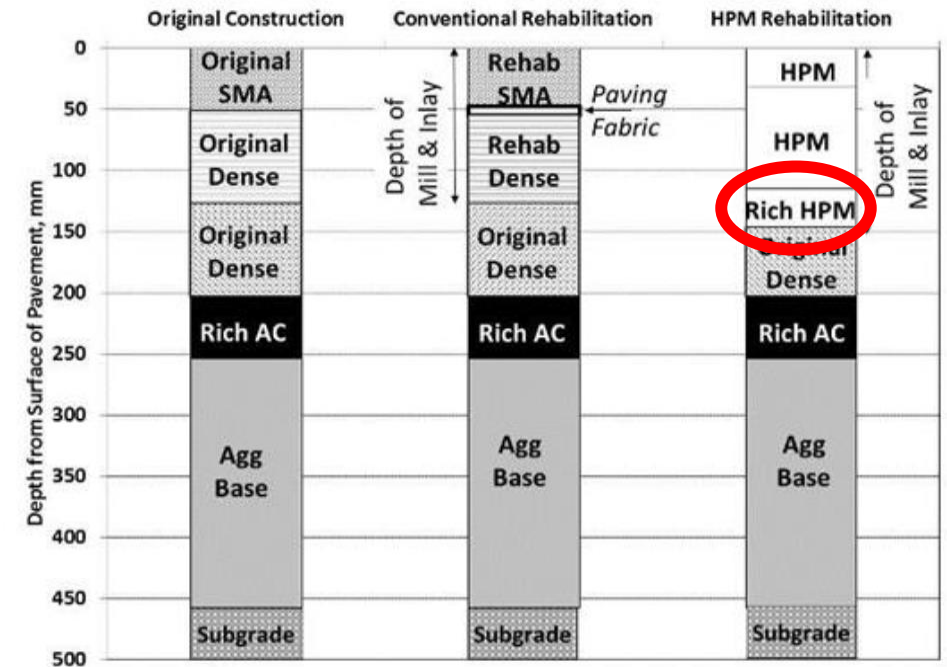 Original Construction
Conventional Rehabilitation
HPM Rehabilitation
Depth from Surface of Pavement, mm
0
50
100
150
200
250
300
350
400
450
500
Original
SMA
Original
Dense
Original
Dense
Rich AC
Agg
Base
Subgrade
Depth of
Mill & Inlay
Rehab
SMA
Paving
Fabric
Rehab
Dense
Original
Dense
Rich AC
Agg
Base
Subgrade
HPM
HPM
Rich HPM
Original
Dense
Rich AC
Agg
Base
Subgrade
Depth of
Mill & Inlay